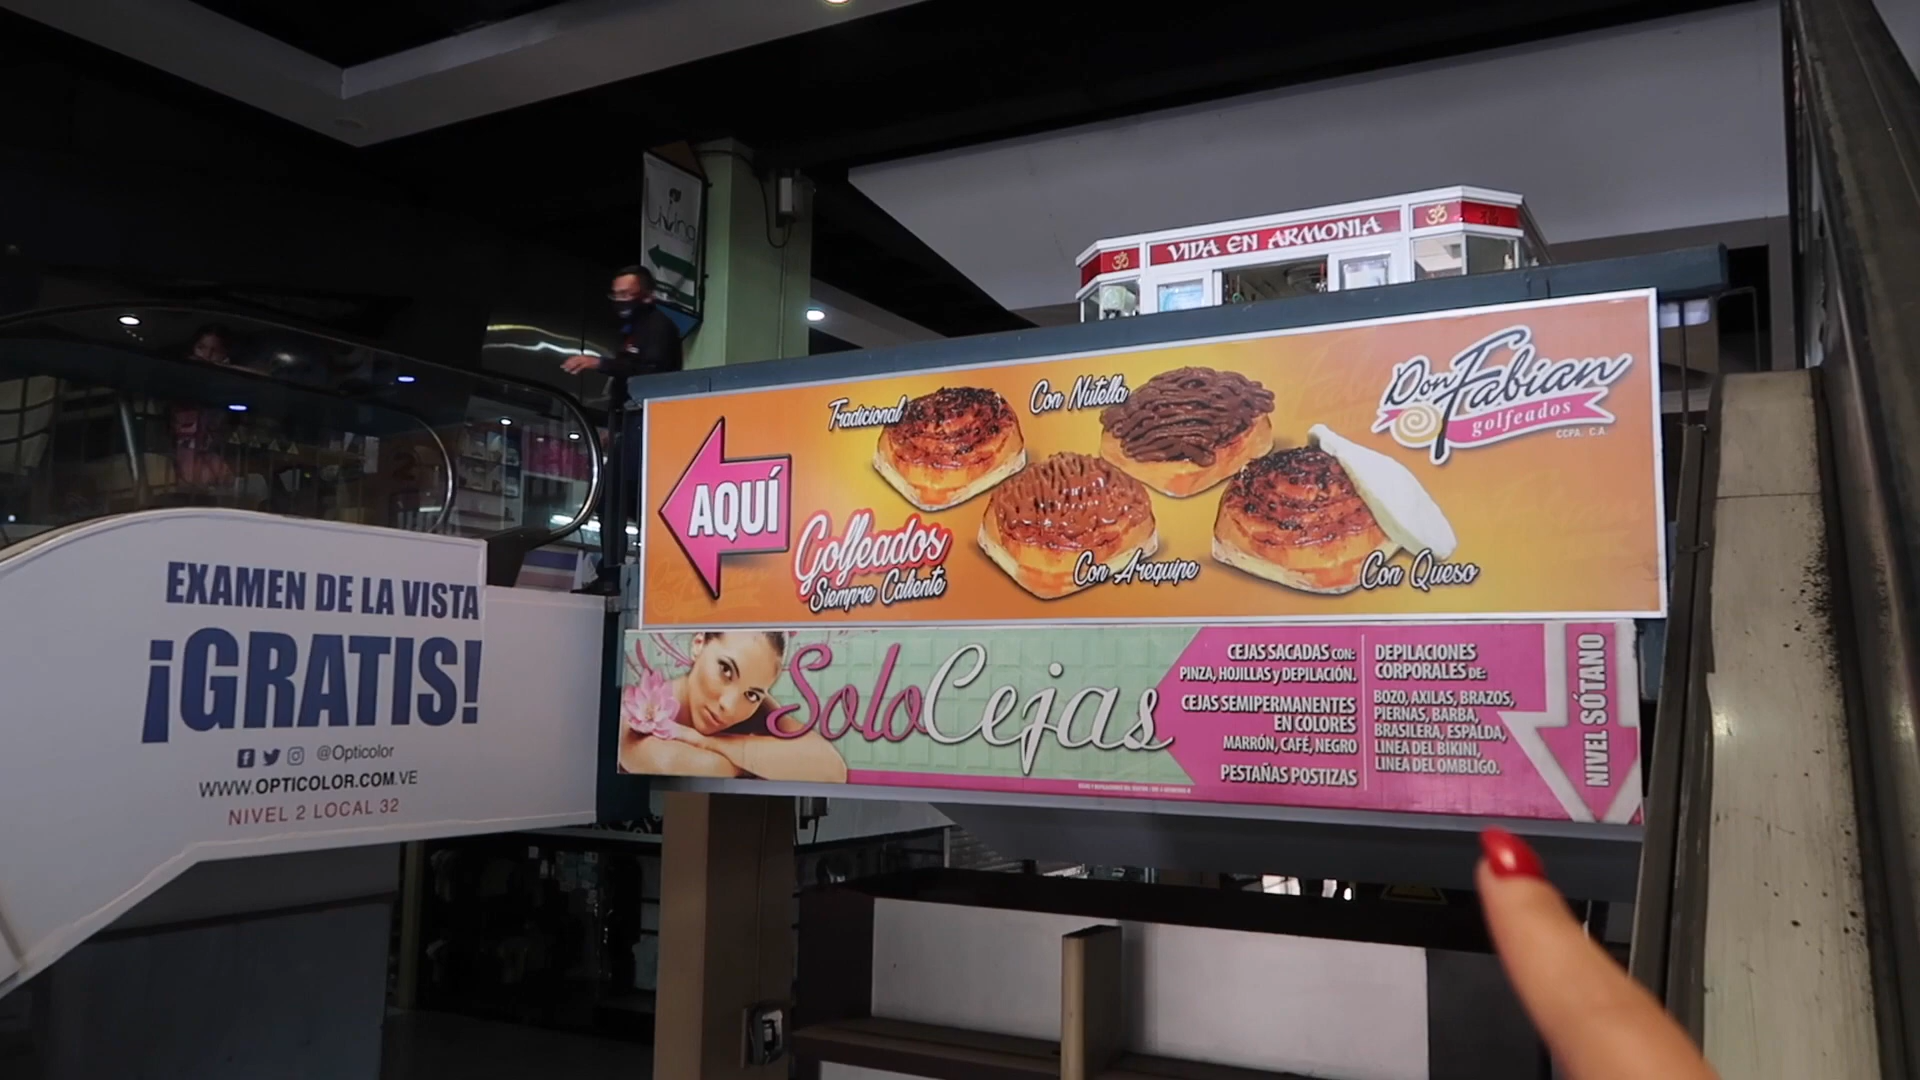 Living
VIDA EN ARMONIA
AQUÍ
Tradicional
Con Nutella
Con Arequipe
Con Queso
Golfeados
Siempre Caliente
Don Fabian
golfeados
CCPA. C.A.
EXAMEN DE LA VISTA
¡GRATIS!
@Opticolor
WWW.OPTICOLOR.COM.VE
NIVEL 2 LOCAL 32
SoloCejas
CEJAS SACADAS CON:
PINZA, HOJILLAS y DEPILACIÓN.
CEJAS SEMIPERMANENTES
EN COLORES
MARRÓN, CAFÉ, NEGRO
PESTAÑAS POSTIZAS
DEPILACIONES
CORPORALES DE:
BOZO, AXILAS, BRAZOS,
PIERNAS, BARBA,
BRASILERA, ESPALDA,
LINEA DEL BIKINI,
LINEA DEL OMBLIGO.
NIVEL SÓTANO